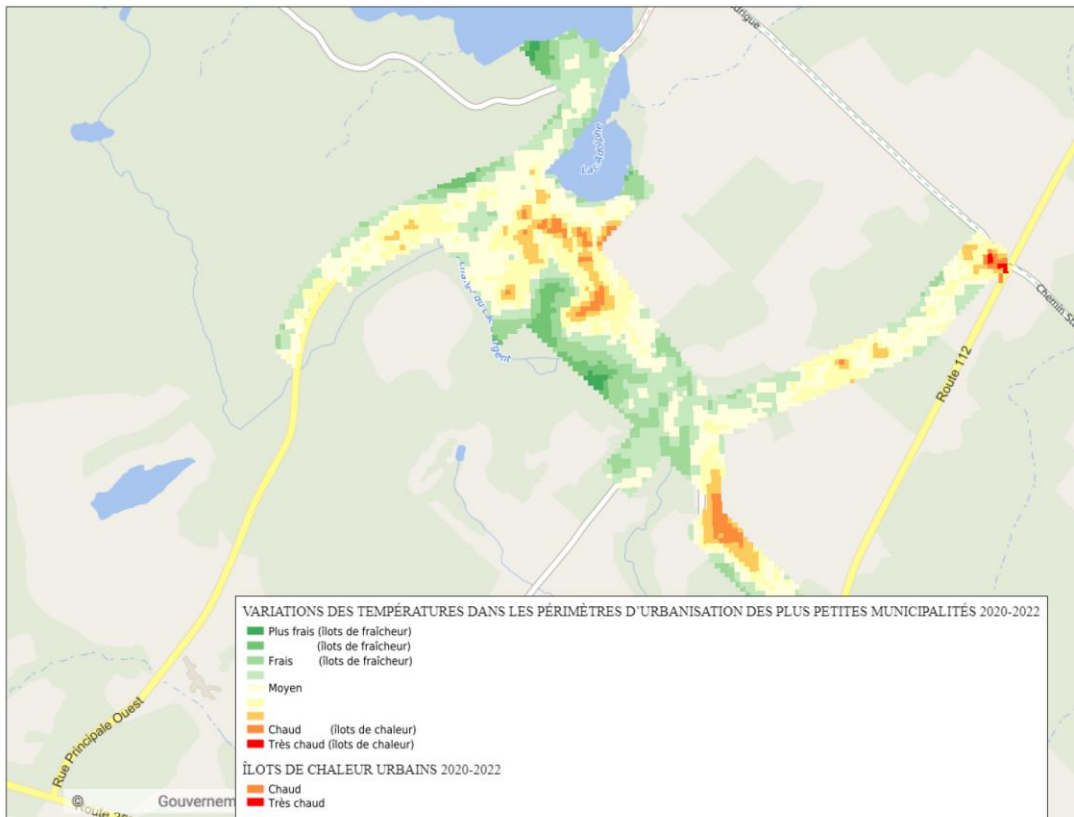 Lac Adolphe
Route 112
Rue Principale Ouest
VARIATIONS DES TEMPÉRATURES DANS LES PÉRIMÈTRES D'URBANISATION DES PLUS PETITES MUNICIPALITÉS 2020-2022
Plus frais (îlots de fraîcheur)
(îlots de fraîcheur)
Frais (îlots de fraîcheur)
Moyen
Chaud (îlots de chaleur)
Très chaud (îlots de chaleur)
ÎLOTS DE CHALEUR URBAINS 2020-2022
Chaud
Très chaud
© Gouvernem